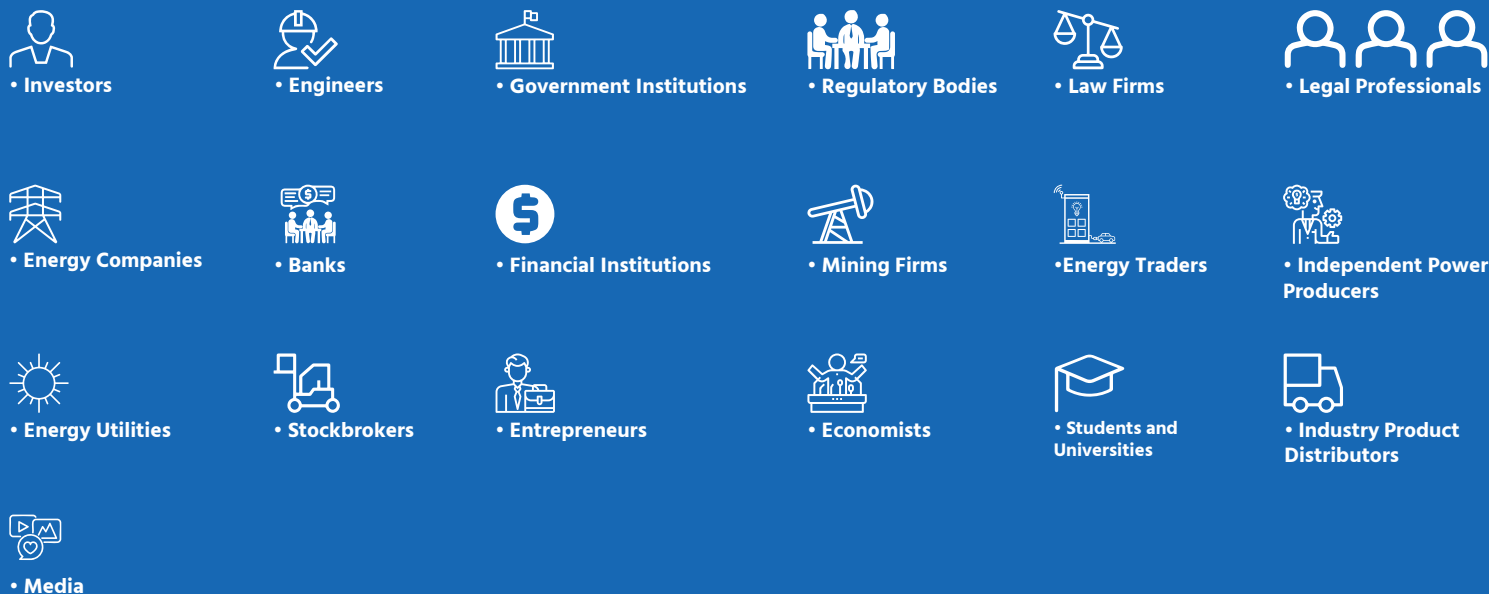 • Investors
• Engineers
• Government Institutions
• Regulatory Bodies
• Law Firms
• Legal Professionals
• Energy Companies
• Banks
• Financial Institutions
• Mining Firms
•Energy Traders
• Independent Power
Producers
• Energy Utilities
• Stockbrokers
• Entrepreneurs
• Economists
• Students and
Universities
• Industry Product
Distributors
• Media